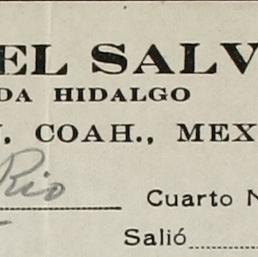 EL SALV
DA HIDALGO
N. COAH., MEX
Rio Cuarto N
Salió